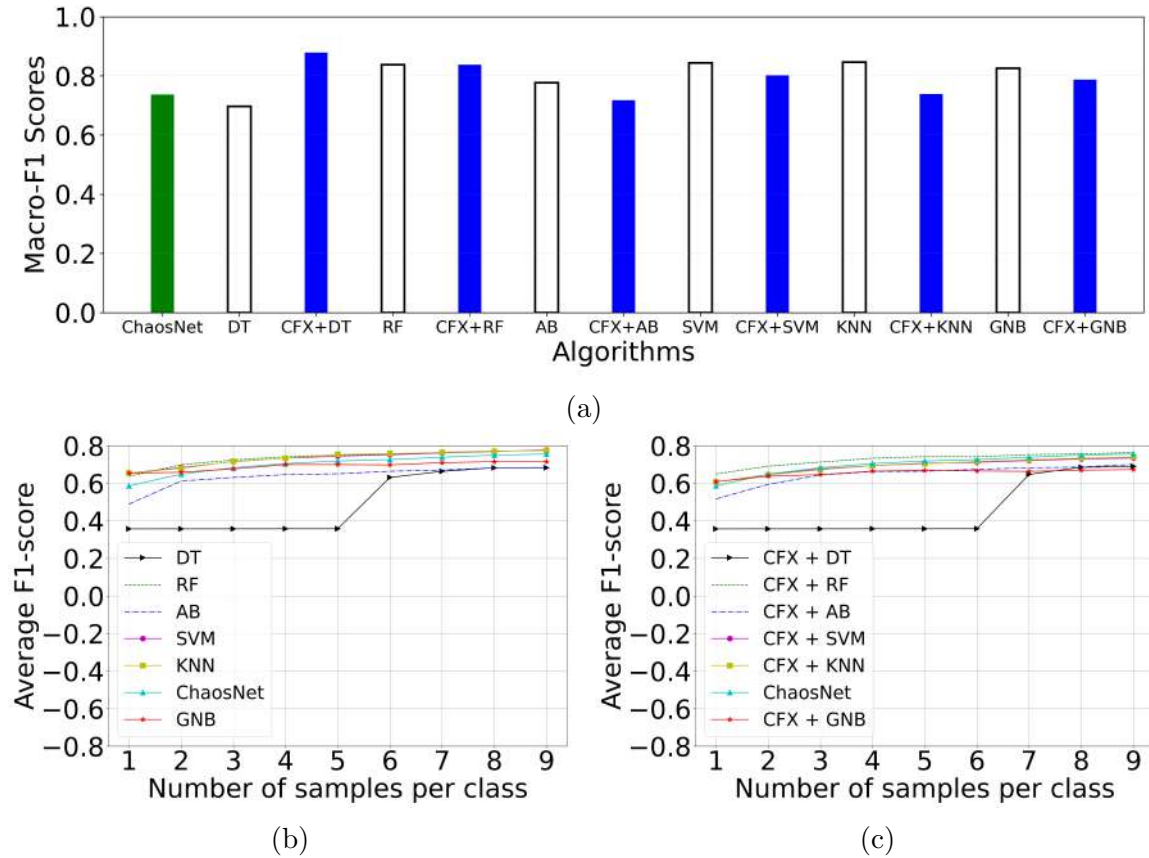 1.0
0.8
0.6
0.4
0.2
0.0
Macro-F1 Scores
ChaosNet DT CFX+DT RF CFX+RF AB CFX+AB SVM CFX+SVM KNN CFX+KNN GNB CFX+GNB
Algorithms
(a)
0.8
0.6
0.4
0.2
0.0
−0.2
−0.4
−0.6
−0.8
Average F1-score
DT
RF
AB
SVM
KNN
ChaosNet
GNB
1 2 3 4 5 6 7 8 9
Number of samples per class
(b)
0.8
0.6
0.4
0.2
0.0
−0.2
−0.4
−0.6
−0.8
Average F1-score
CFX + DT
CFX + RF
CFX + AB
CFX + SVM
CFX + KNN
ChaosNet
CFX + GNB
1 2 3 4 5 6 7 8 9
Number of samples per class
(c)